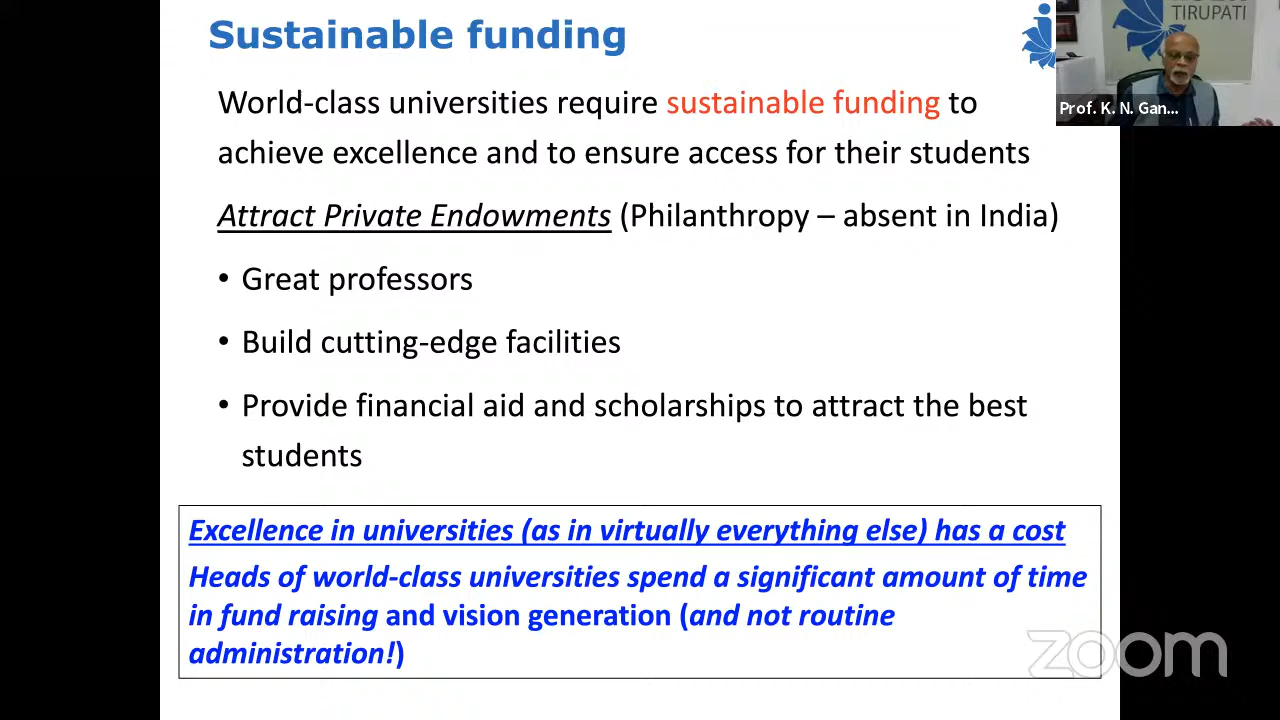 Sustainable funding
World-class universities require sustainable funding to
achieve excellence and to ensure access for their students
Attract Private Endowments (Philanthropy – absent in India)
• Great professors
• Build cutting-edge facilities
• Provide financial aid and scholarships to attract the best
students
Excellence in universities (as in virtually everything else) has a cost
Heads of world-class universities spend a significant amount of time
in fund raising and vision generation (and not routine
administration!)
TIRUPATI
Prof. K. N. Gan...
zoom